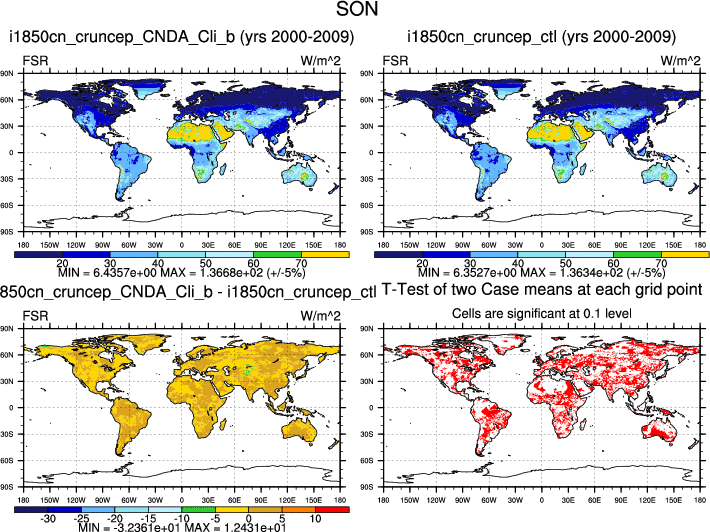 SON
i1850cn_cruncep_CNDA_Cli_b (yrs 2000-2009)
FSR W/m^2
90N
60N
30N
0
30S
60S
90S
180 150W 120W 90W 60W 30W 0 30E 60E 90E 120E 150E 180
20 30 40 50 60 70
MIN = 6.4357e+00 MAX = 1.3668e+02 (+/-5%)
i1850cn_cruncep_ctl (yrs 2000-2009)
FSR W/m^2
90N
60N
30N
0
30S
60S
90S
180 150W 120W 90W 60W 30W 0 30E 60E 90E 120E 150E 180
20 30 40 50 60 70
MIN = 6.3527e+00 MAX = 1.3634e+02 (+/-5%)
850cn_cruncep_CNDA_Cli_b - i1850cn_cruncep_ctl
FSR W/m^2
90N
60N
30N
0
30S
60S
90S
180 150W 120W 90W 60W 30W 0 30E 60E 90E 120E 150E 180
-30 -25 -20 -15 -10 -5 0 5 10
MIN = -3.2361e+01 MAX = 1.2431e+01
T-Test of two Case means at each grid point
Cells are significant at 0.1 level
90N
60N
30N
0
30S
60S
90S
180 150W 120W 90W 60W 30W 0 30E 60E 90E 120E 150E 180